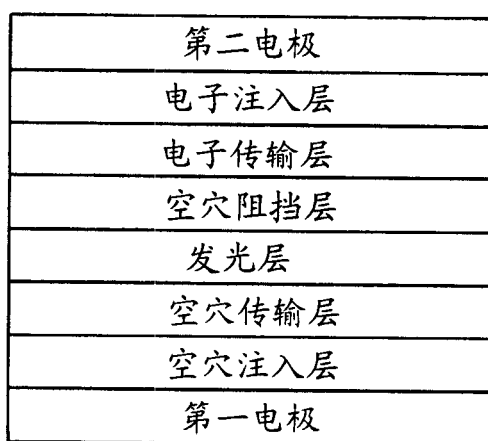 第二电极
电子注入层
电子传输层
空穴阻挡层
发光层
空穴传输层
空穴注入层
第一电极